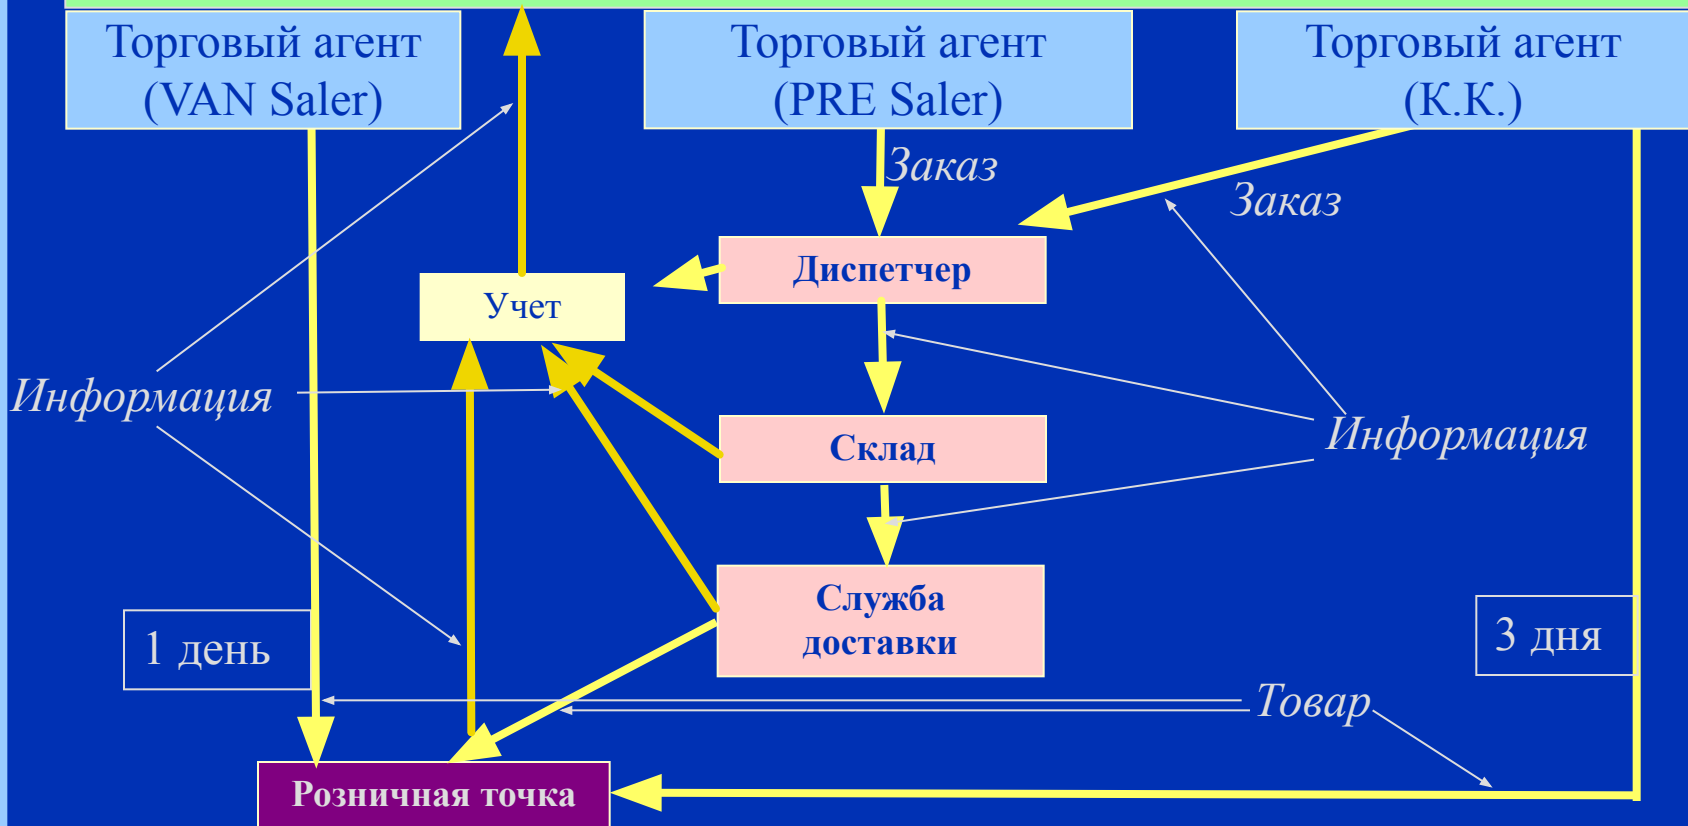 Торговый агент
(VAN Saler)
Торговый агент
(PRE Saler)
Торговый агент
(К.К.)
Заказ
Заказ
Диспетчер
Учет
Информация
Склад
Информация
Служба
доставки
1 день
3 дня
Товар
Розничная точка